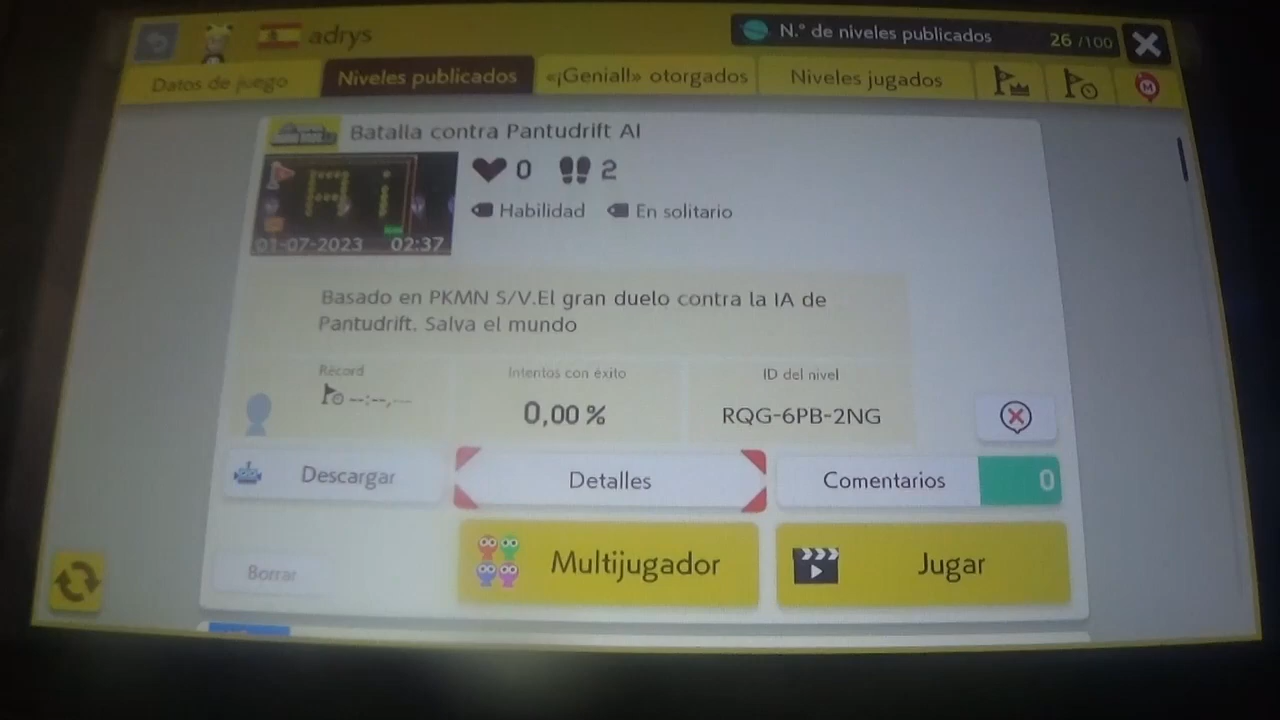 adrys
N.° de niveles publicados 26/100
Datos de juego Niveles publicados «¡Genial!» otorgados Niveles jugados
M
Batalla contra Pantudrift AI
0 2
Habilidad En solitario
01-07-2023 02:37
Basado en PKMN S/V.El gran duelo contra la IA de
Pantudrift. Salva el mundo
Récord Intentos con éxito ID del nivel
--:--,--- 0,00 % RQG-6PB-2NG
Descargar Detalles Comentarios 0
Borrar Multijugador Jugar